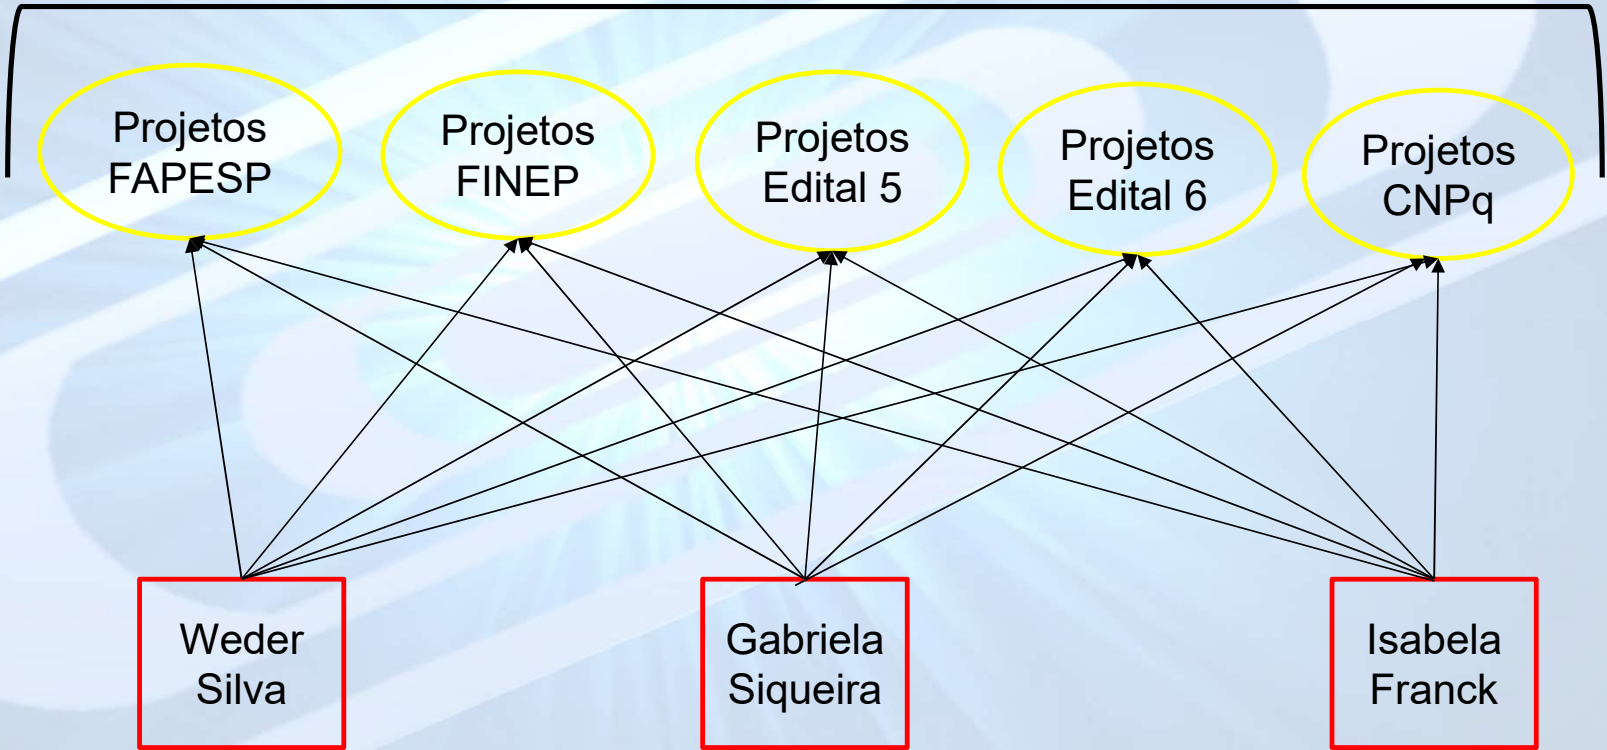 Projetos
FAPESP
Projetos
FINEP
Projetos
Edital 5
Projetos
Edital 6
Projetos
CNPq
Weder
Silva
Gabriela
Siqueira
Isabela
Franck